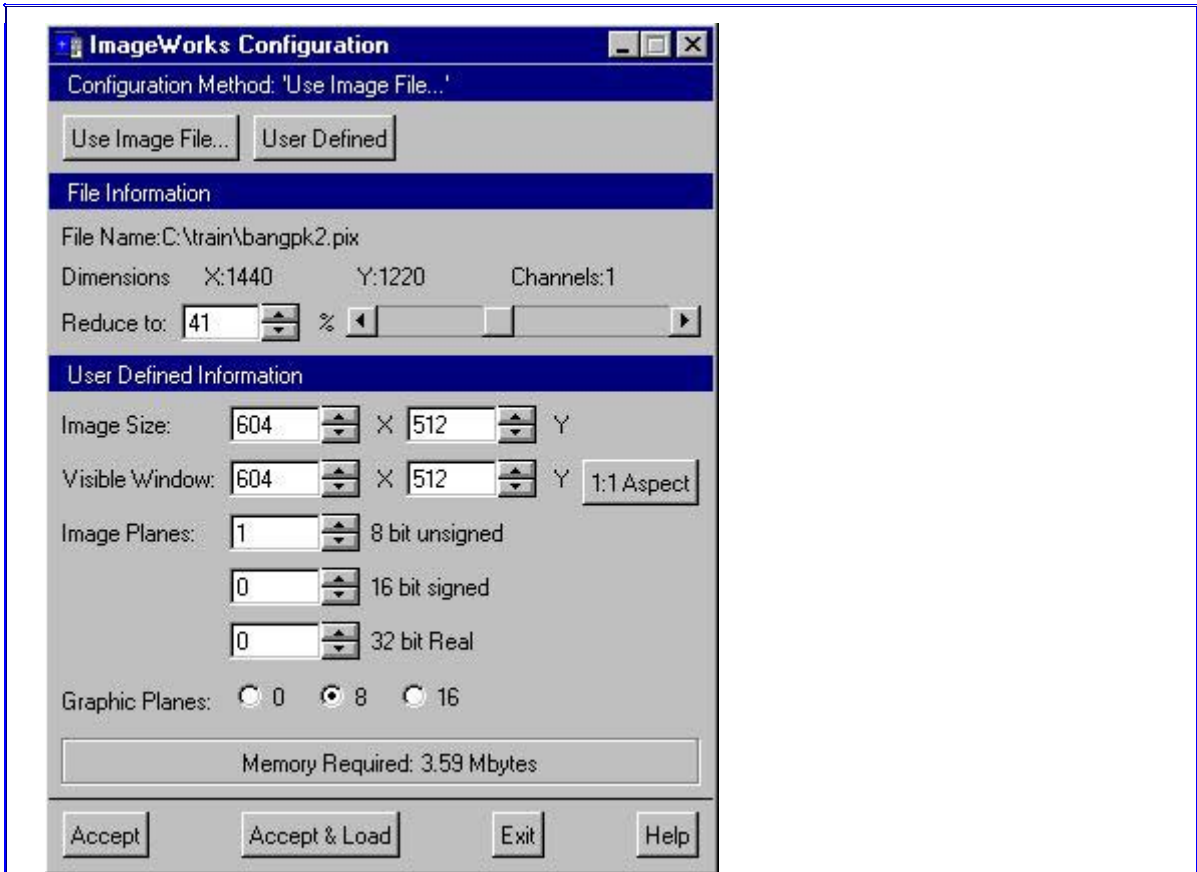 ImageWorks Configuration
Configuration Method: 'Use Image File...'
Use Image File... User Defined
File Information
File Name:C:\train\bangpk2.pix
Dimensions X:1440 Y:1220 Channels:1
Reduce to: 41 %
User Defined Information
Image Size: 604 X 512 Y
Visible Window: 604 X 512 Y 1:1 Aspect
Image Planes: 1 8 bit unsigned
0 16 bit signed
0 32 bit Real
Graphic Planes: 0 8 16
Memory Required: 3.59 Mbytes
Accept Accept & Load Exit Help